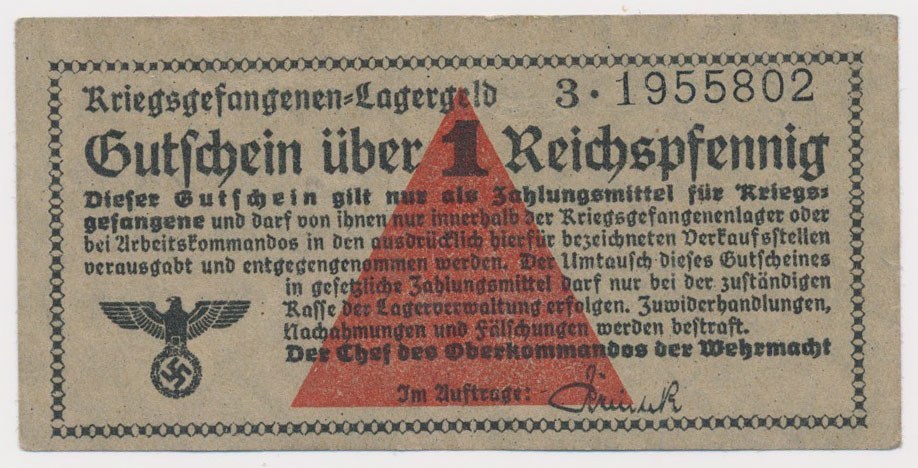 Kriegsgefangenen=Lagergeld 3·1955802
Gutschein über 1 Reichspfennig
Dieser Gutschein gilt nur als Zahlungsmittel für Kriegs=
gefangene und darf von ihnen nur innerhalb der Kriegsgefangenenlager oder
bei Arbeitskommandos in den ausdrücklich hierfür bezeichneten Verkaufsstellen
verausgabt und entgegengenommen werden. Der Umtausch dieses Gutscheines
in gesetzliche Zahlungsmittel darf nur bei der zuständigen
Kasse der Lagerverwaltung erfolgen. Zuwiderhandlungen,
Nachahmungen und Fälschungen werden bestraft.
Der Chef des Oberkommandos der Wehrmacht
Im Auftrage: